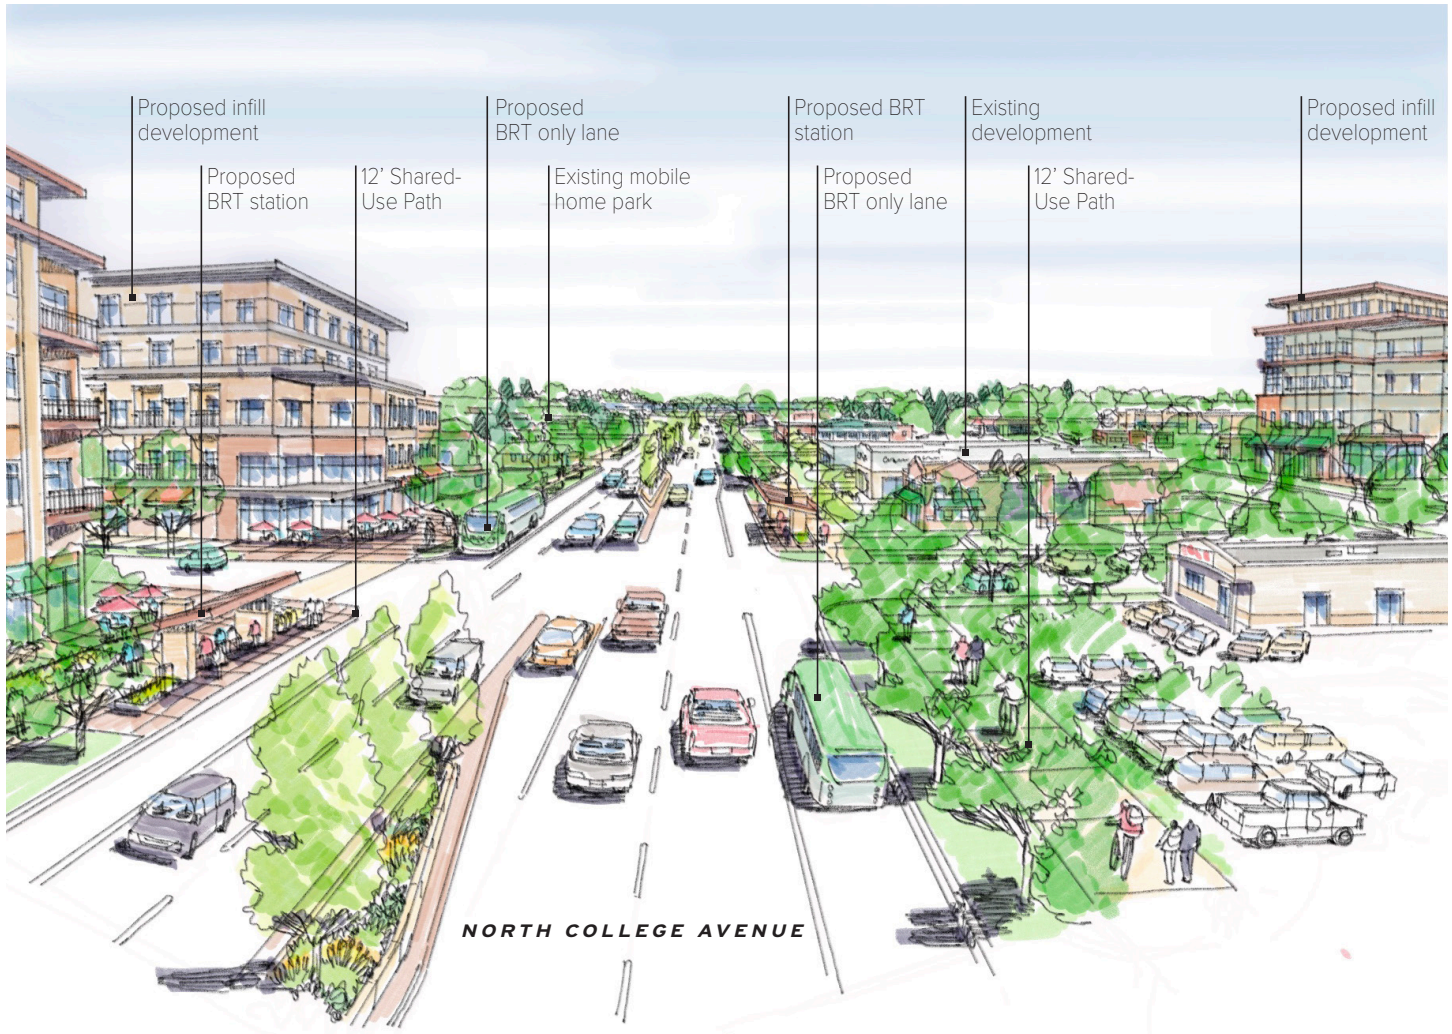 Proposed infill
development
Proposed
BRT only lane
Proposed BRT
station
Existing
development
Proposed infill
development
Proposed
BRT station
12’ Shared-
Use Path
Existing mobile
home park
Proposed
BRT only lane
12’ Shared-
Use Path
NORTH COLLEGE AVENUE